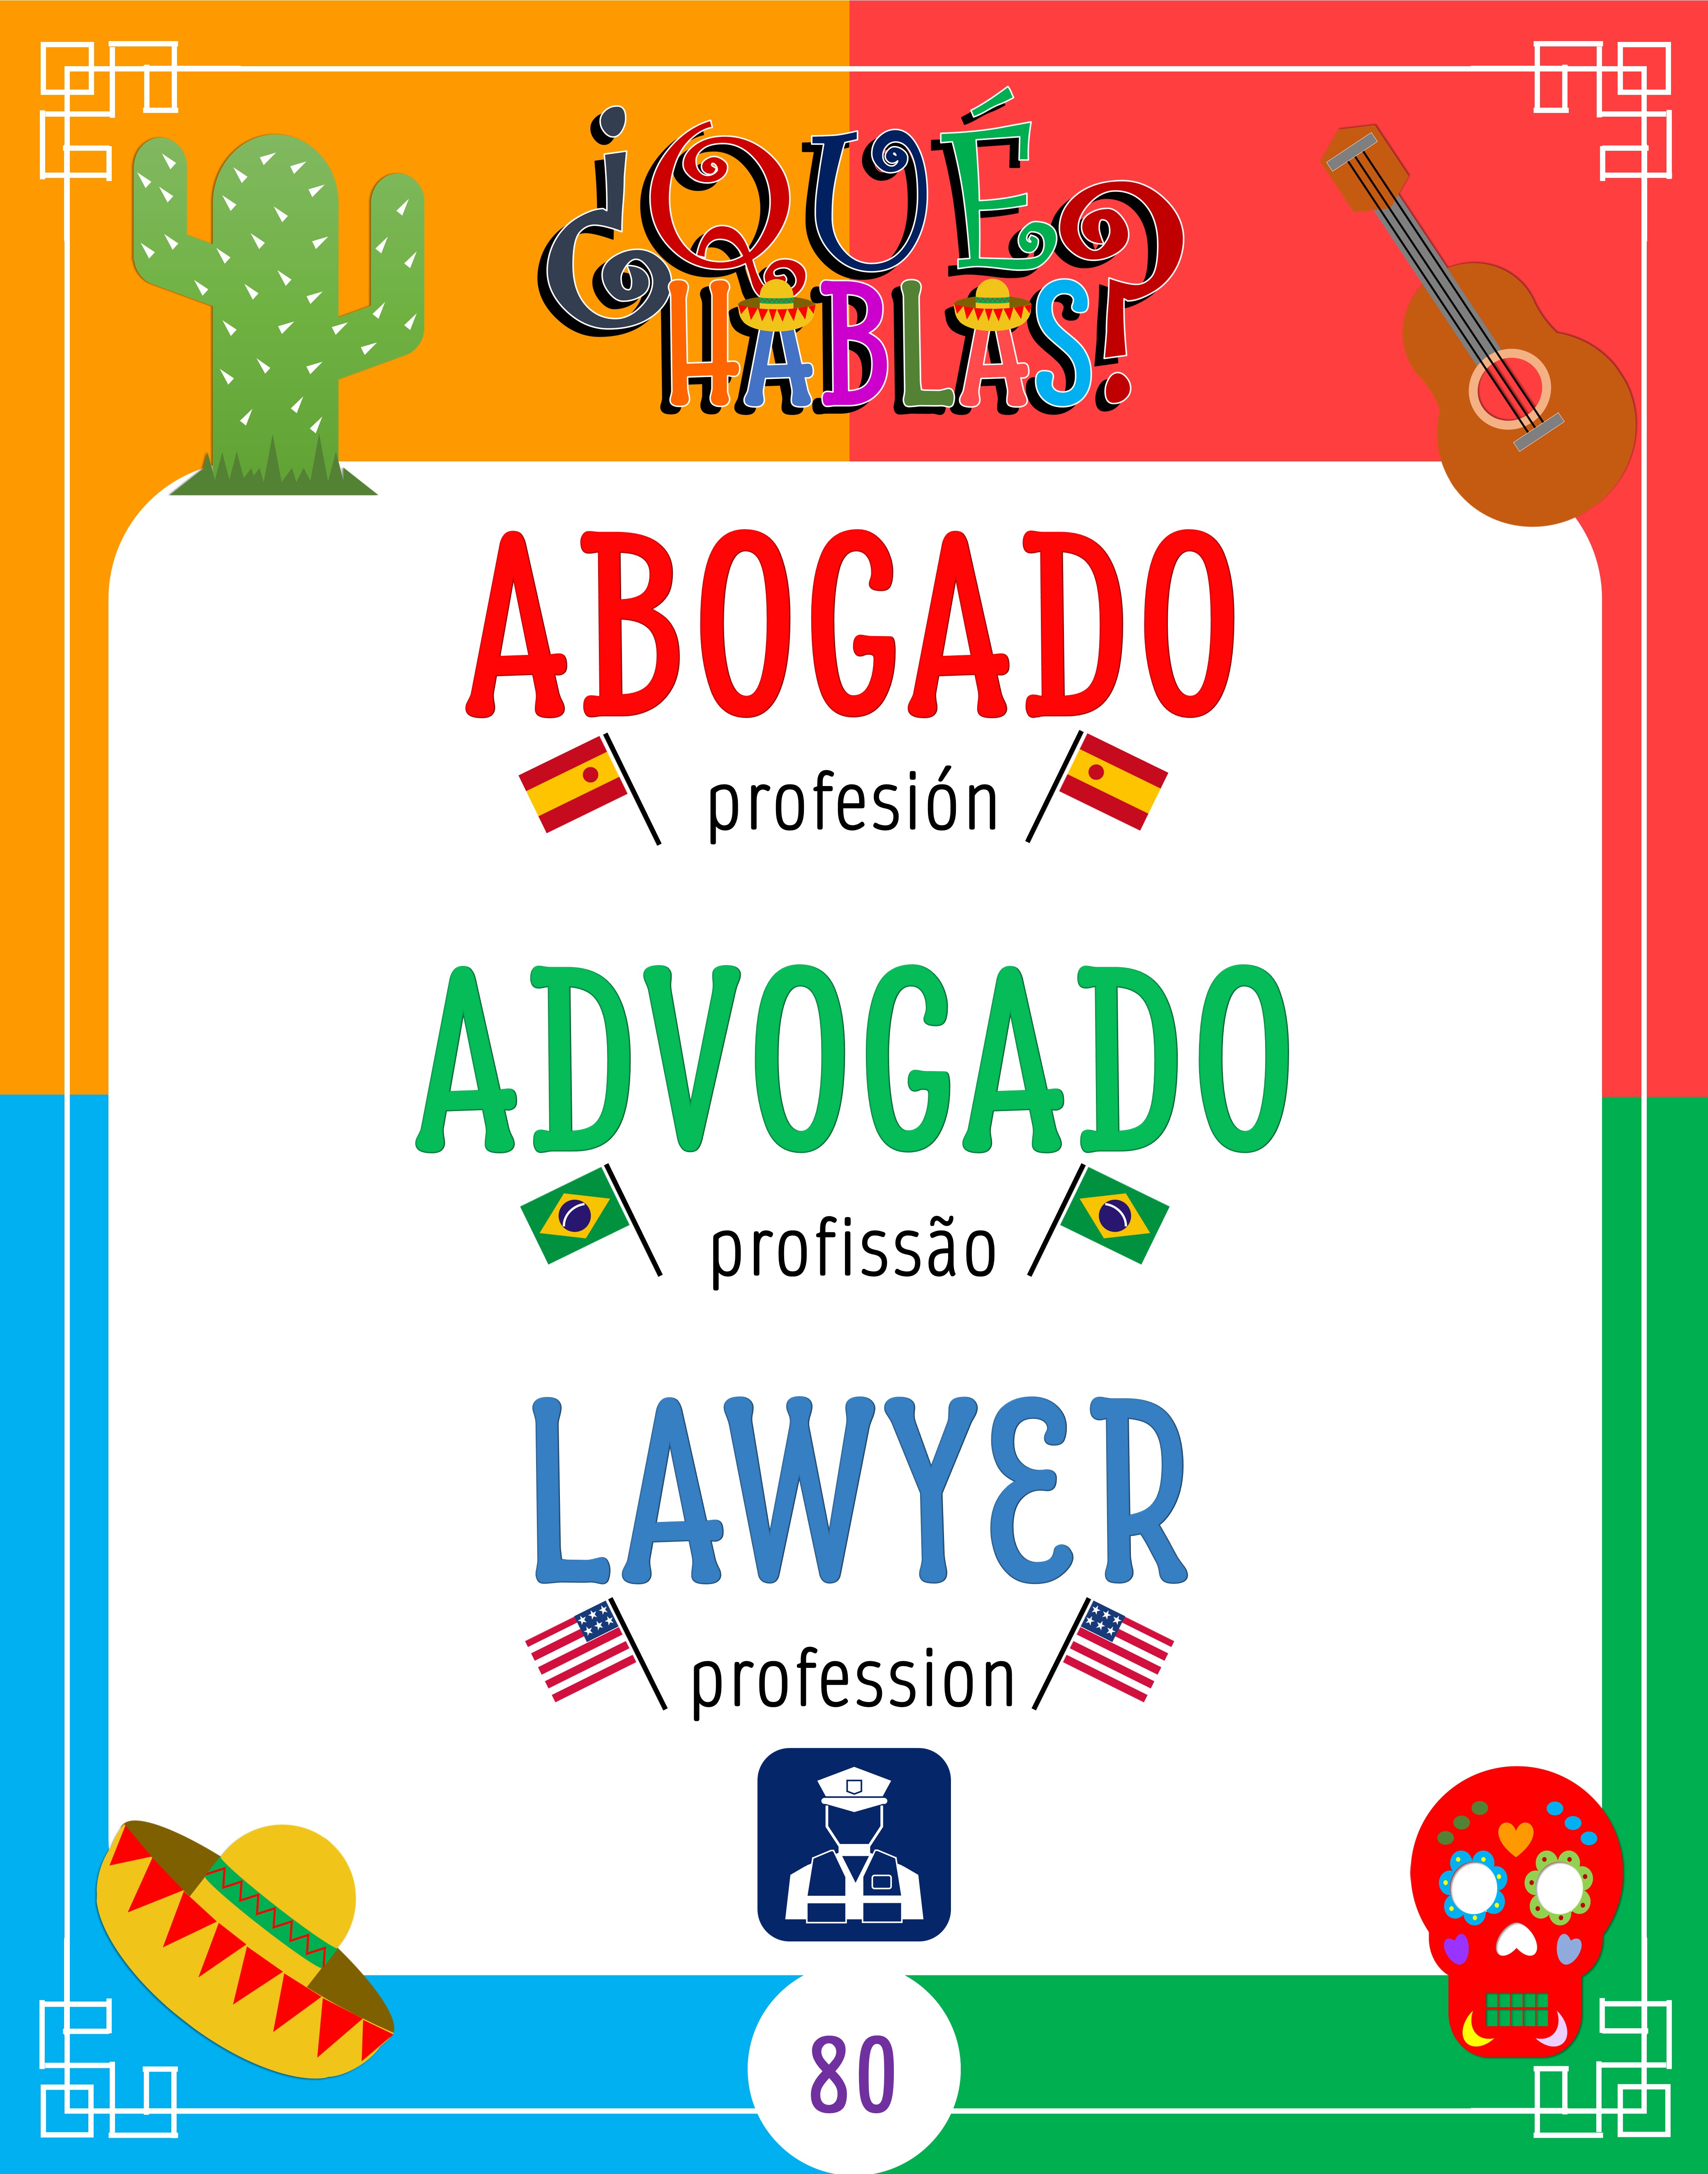 ¿QUÉ
HABLAS!
ABOGADO
profesión
ADVOGADO
profissão
LAWYER
profession
80